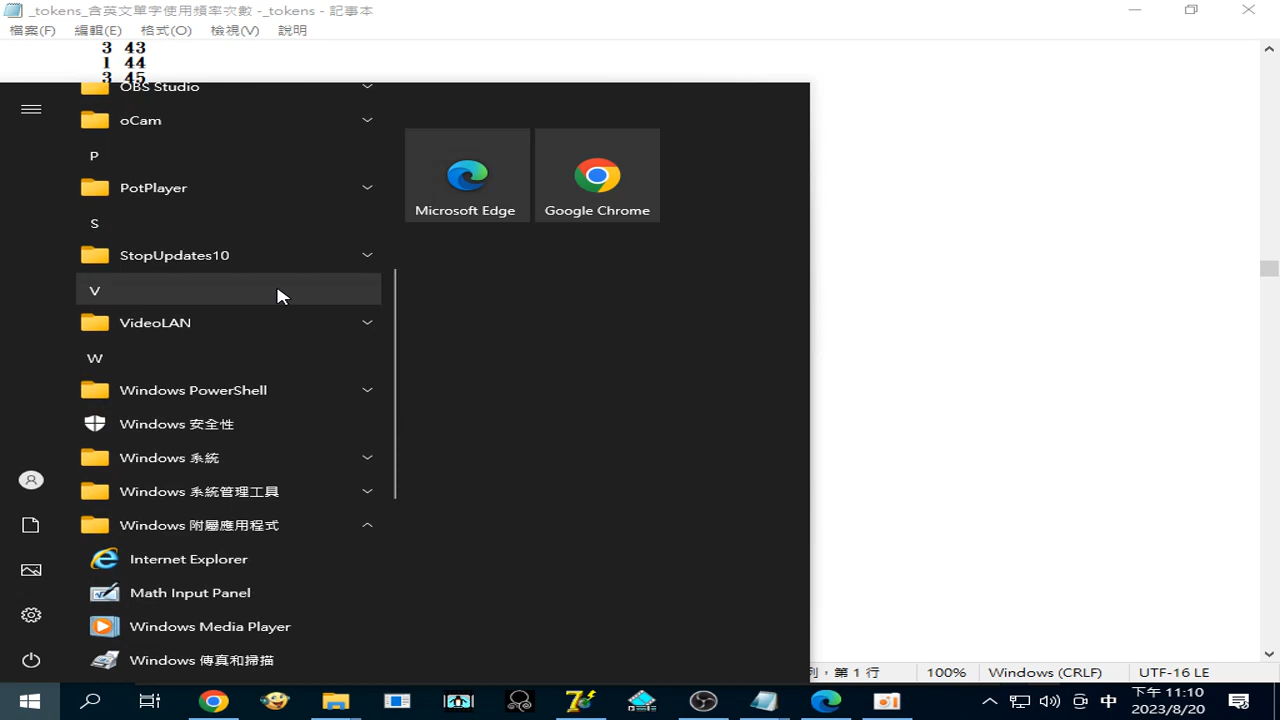 _tokens_含英文單字使用頻率次數 - _tokens - 記事本
檔案(F) 編輯(E) 格式(O) 檢視(V) 說明
3 43
1 44
3 45
OBS Studio
oCam
P
PotPlayer
S
StopUpdates10
V
VideoLAN
W
Windows PowerShell
Windows 安全性
Windows 系統
Windows 系統管理工具
Windows 附屬應用程式
Internet Explorer
Math Input Panel
Windows Media Player
Windows 傳真和掃描
Microsoft Edge
Google Chrome
列，第 1 行
100%
Windows (CRLF)
UTF-16 LE
中
下午 11:10
2023/8/20